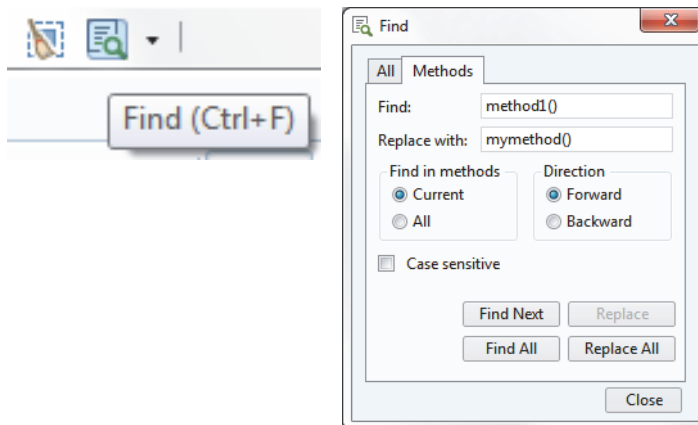 Find (Ctrl+F)
Find
All Methods
Find: method1()
Replace with: mymethod()
Find in methods Direction
Current Forward
All Backward
Case sensitive
Find Next Replace
Find All Replace All
Close